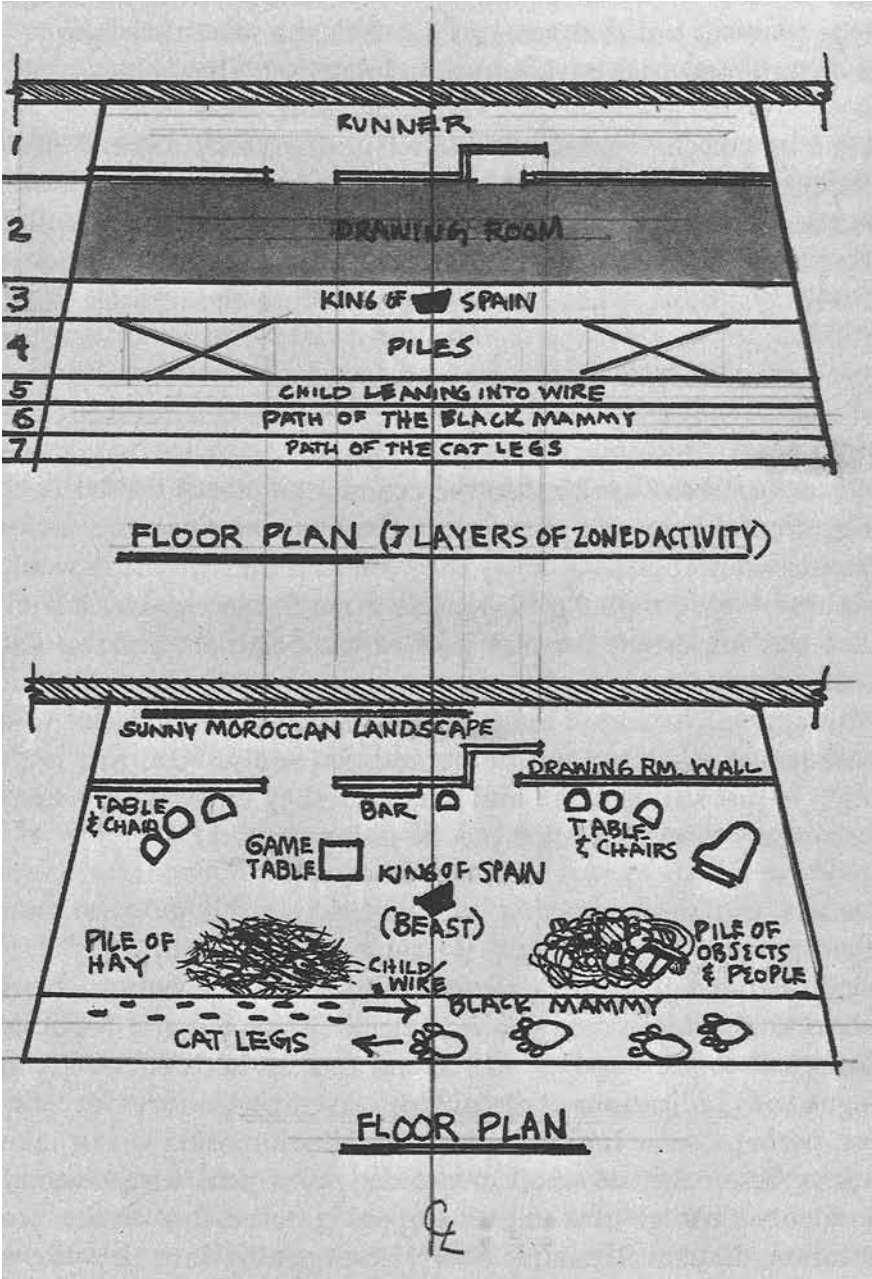 RUNNER
1
2
DRAWING ROOM
3
KING OF SPAIN
4
PILES
5
CHILD LEANING INTO WIRE
6
PATH OF THE BLACK MAMMY
7
PATH OF THE CAT LEGS
FLOOR PLAN (7 LAYERS OF ZONED ACTIVITY)
SUNNY MOROCCAN LANDSCAPE
DRAWING RM. WALL
TABLE
& CHAIR
BAR
TABLE
& CHAIRS
GAME
TABLE
KING OF SPAIN
(BEAST)
PILE OF
HAY
PILE OF
OBJECTS
& PEOPLE
CHILD/
WIRE
BLACK MAMMY
CAT LEGS
FLOOR PLAN
CL